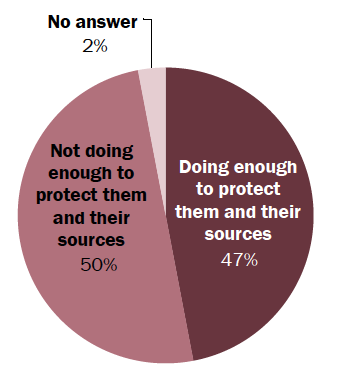 No answer
2%
Not doing
enough to
protect them
and their
sources
50%
Doing enough
to protect
them and their
sources
47%